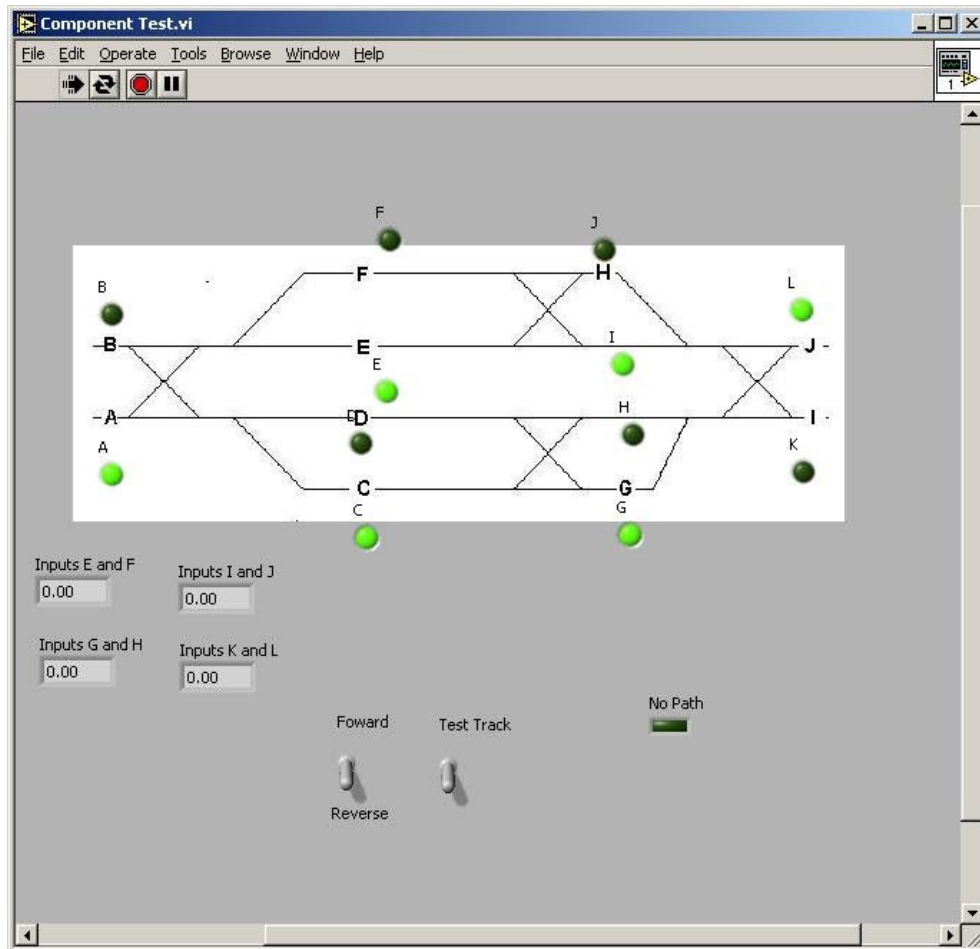 Component Test.vi
File Edit Operate Tools Browse Window Help
1
F
J
F
H
B
L
B
E
I
J
E
A
D
D
H
I
A
K
C
G
C
G
Inputs E and F
0.00
Inputs I and J
0.00
Inputs G and H
0.00
Inputs K and L
0.00
No Path
Foward
Test Track
Reverse